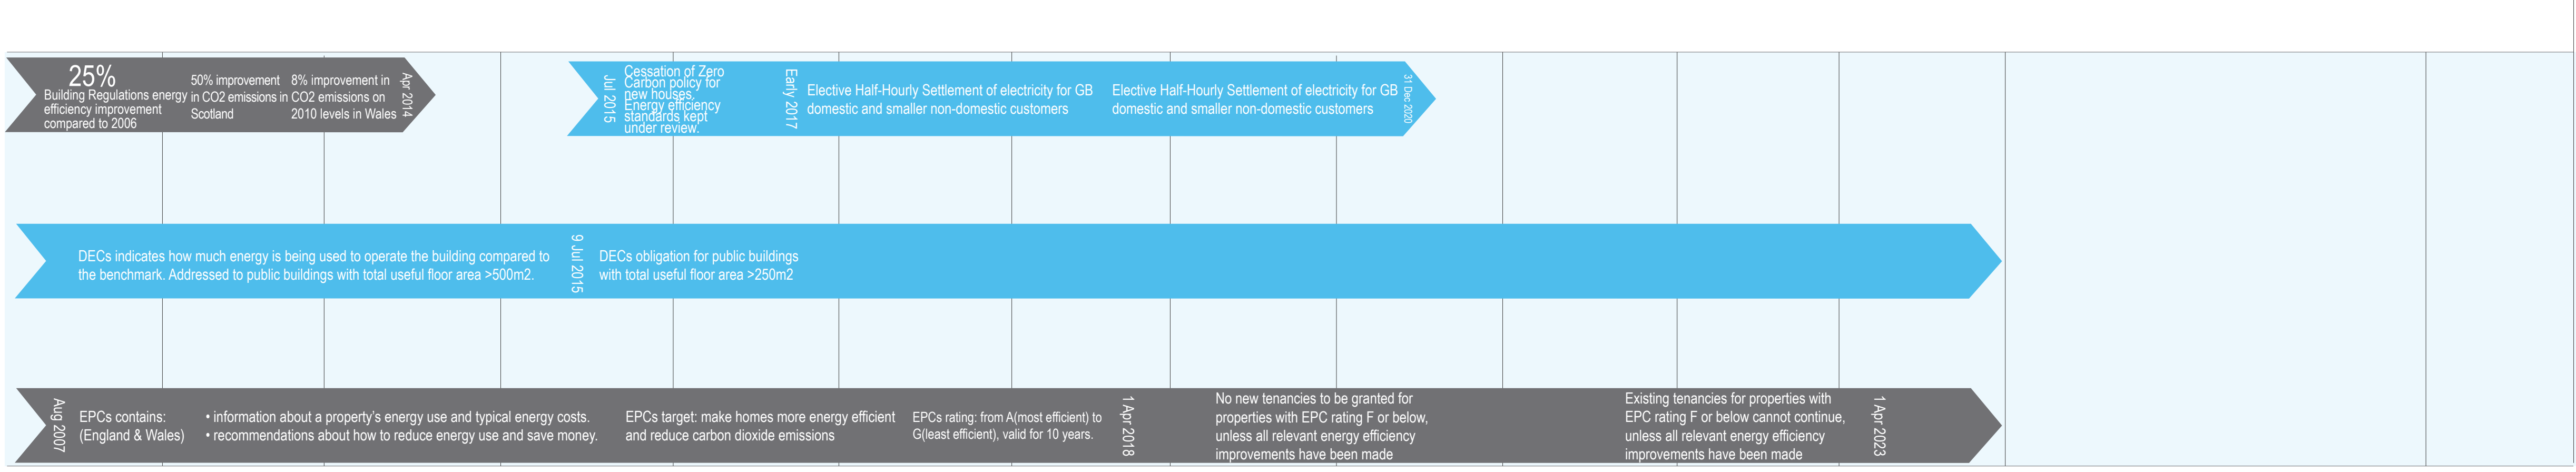 25%
Building Regulations energy
efficiency improvement
compared to 2006
50% improvement
in CO2 emissions in
Scotland
8% improvement in
CO2 emissions on
2010 levels in Wales
Apr 2014
Jul 2015
Cessation of Zero
Carbon policy for
new houses.
Energy efficiency
standards kept
under review.
Early 2017
Elective Half-Hourly Settlement of electricity for GB
domestic and smaller non-domestic customers
Elective Half-Hourly Settlement of electricity for GB
domestic and smaller non-domestic customers
31 Dec 2020
DECs indicates how much energy is being used to operate the building compared to
the benchmark. Addressed to public buildings with total useful floor area >500m2.
9 Jul 2015
DECs obligation for public buildings
with total useful floor area >250m2
Aug 2007
EPCs contains:
(England & Wales)
• information about a property’s energy use and typical energy costs.
• recommendations about how to reduce energy use and save money.
EPCs target: make homes more energy efficient
and reduce carbon dioxide emissions
EPCs rating: from A(most efficient) to
G(least efficient), valid for 10 years.
1 Apr 2018
No new tenancies to be granted for
properties with EPC rating F or below,
unless all relevant energy efficiency
improvements have been made
Existing tenancies for properties with
EPC rating F or below cannot continue,
unless all relevant energy efficiency
improvements have been made
1 Apr 2023